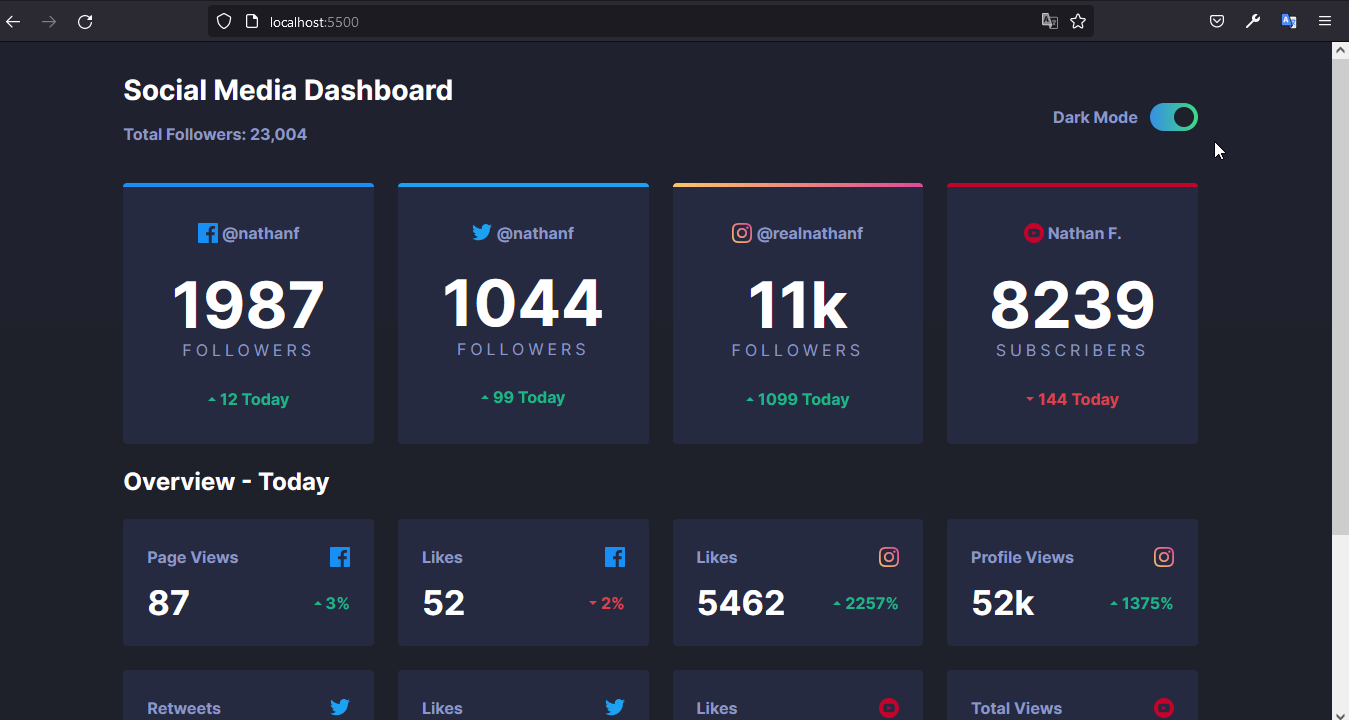 localhost:5500
Social Media Dashboard
Total Followers: 23,004
Dark Mode
@nathanf
1987
FOLLOWERS
12 Today
@nathanf
1044
FOLLOWERS
99 Today
@realnathanf
11k
FOLLOWERS
1099 Today
Nathan F.
8239
SUBSCRIBERS
144 Today
Overview - Today
Page Views
87
3%
Likes
52
2%
Likes
5462
2257%
Profile Views
52k
1375%
Retweets
Likes
Likes
Total Views